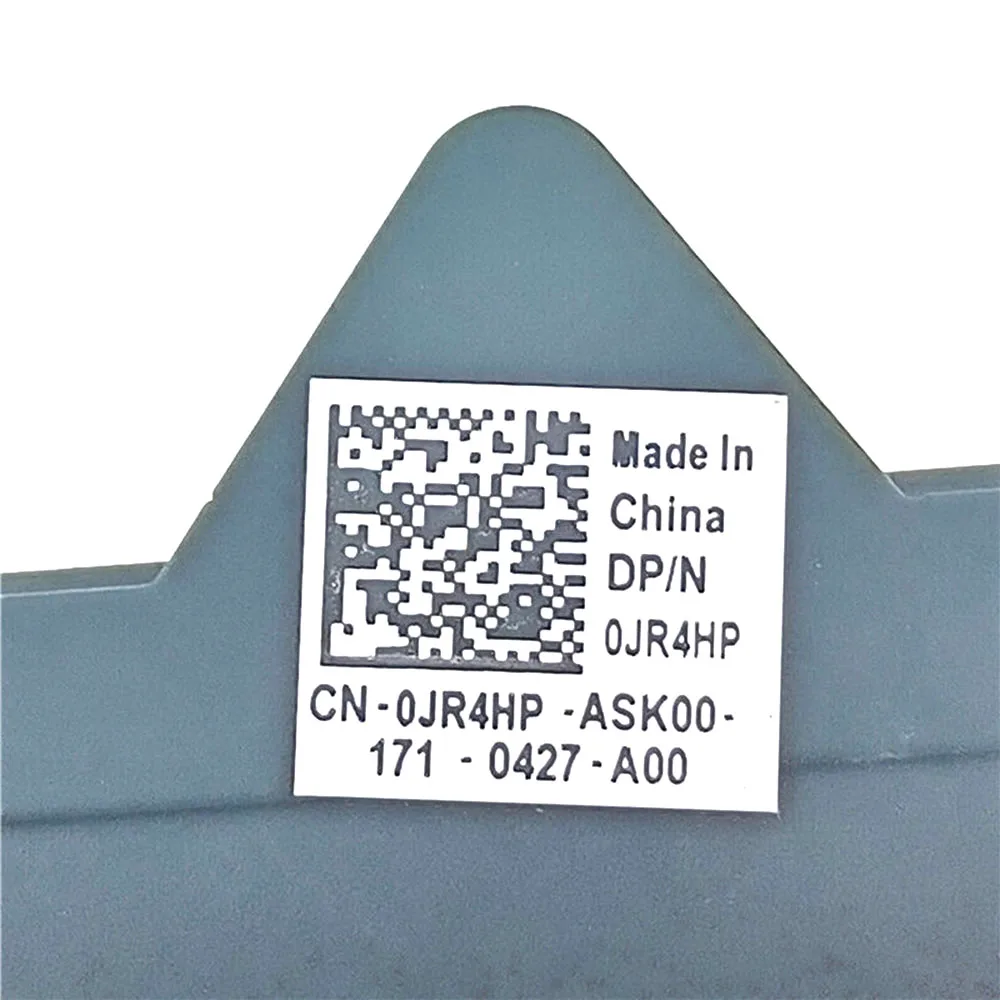 Made In
China
DP/N
0JR4HP
CN-0JR4HP -ASK00-
171 - 0427-A00